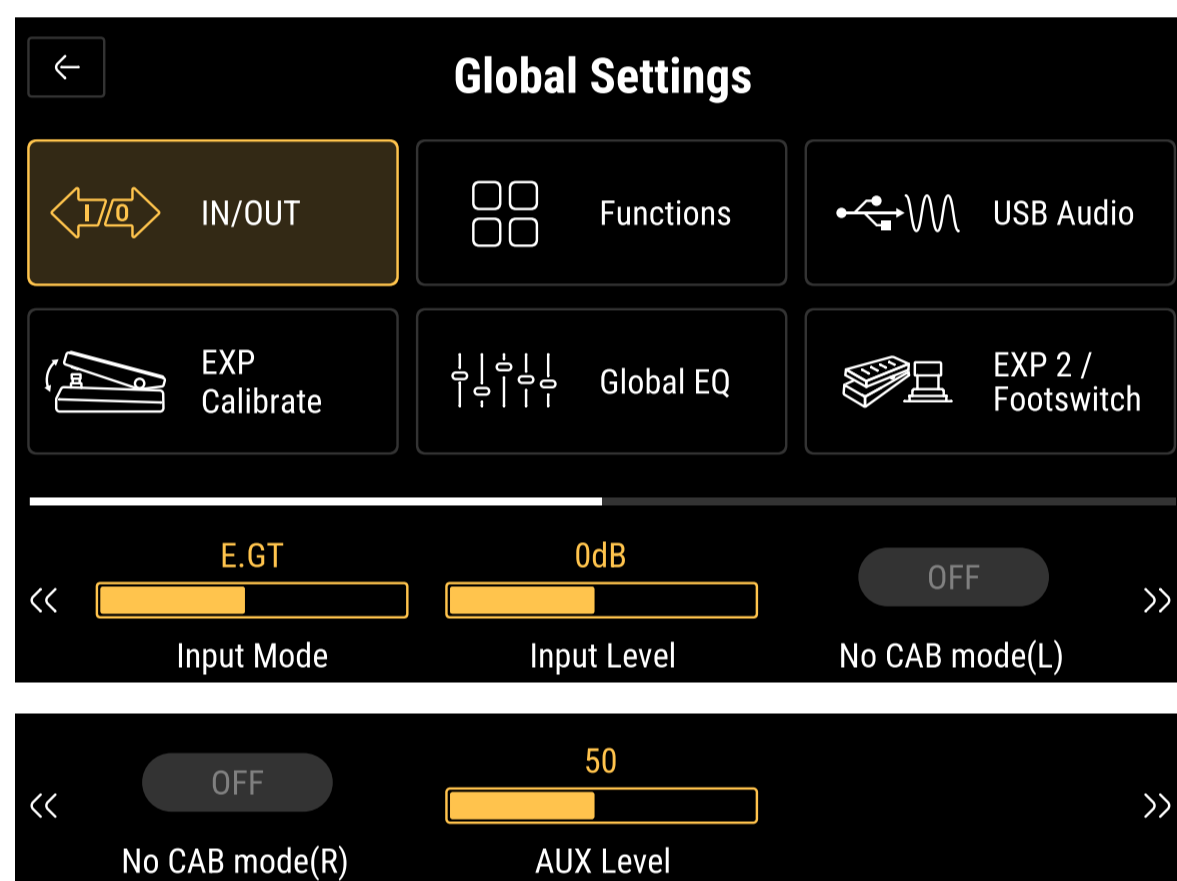 Global Settings
I/O IN/OUT
Functions
USB Audio
EXP
Calibrate
Global EQ
EXP 2 /
Footswitch
E.GT
Input Mode
0dB
Input Level
OFF
No CAB mode(L)
OFF
No CAB mode(R)
50
AUX Level